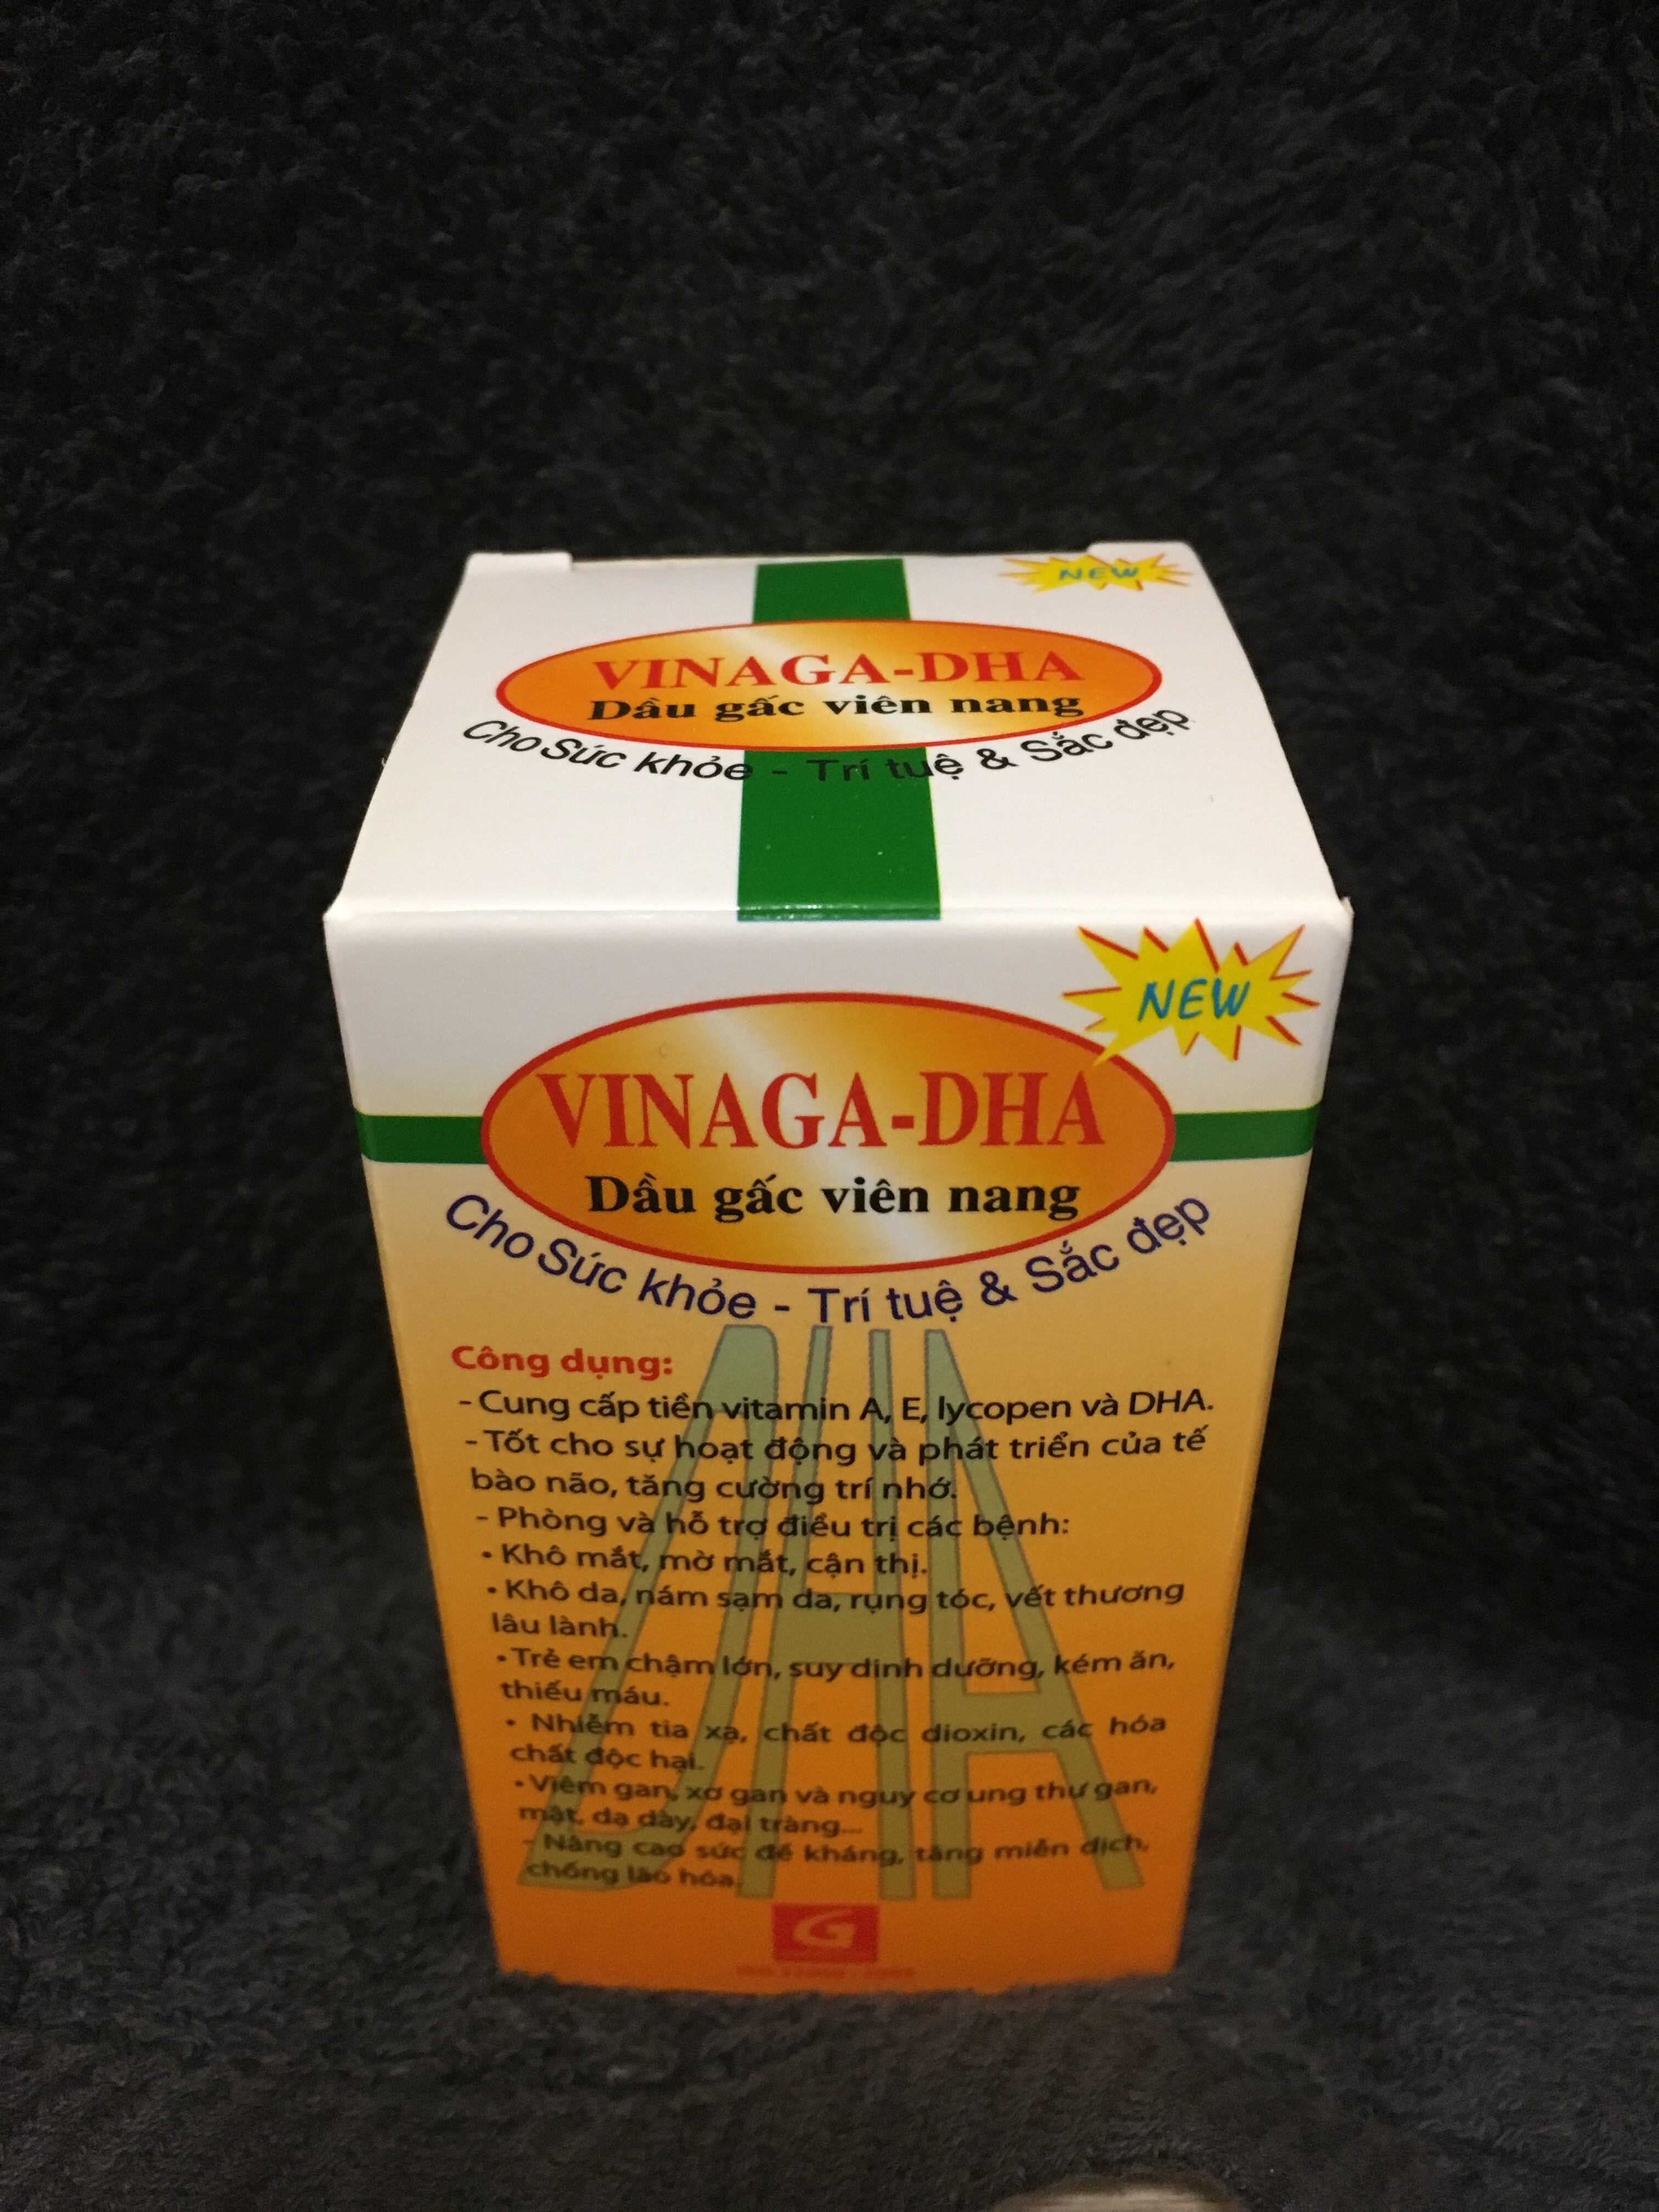 NEW
VINAGA-DHA
Dầu gấc viên nang
Cho Sức khỏe - Trí tuệ & Sắc đẹp
NEW
VINAGA-DHA
Dầu gấc viên nang
Cho Sức khỏe - Trí tuệ & Sắc đẹp
DHA
Công dụng:
- Cung cấp tiền vitamin A, E, lycopen và DHA.
- Tốt cho sự hoạt động và phát triển của tế
bào não, tăng cường trí nhớ.
- Phòng và hỗ trợ điều trị các bệnh:
• Khô mắt, mờ mắt, cận thị.
• Khô da, nám sạm da, rụng tóc, vết thương
lâu lành.
• Trẻ em chậm lớn, suy dinh dưỡng, kém ăn,
thiếu máu.
• Nhiễm tia xạ, chất độc dioxin, các hóa
chất độc hại.
• Viêm gan, xơ gan và nguy cơ ung thư gan,
mật, dạ dày, đại tràng...
- Nâng cao sức đề kháng, tăng miễn dịch,
chống lão hóa.
G